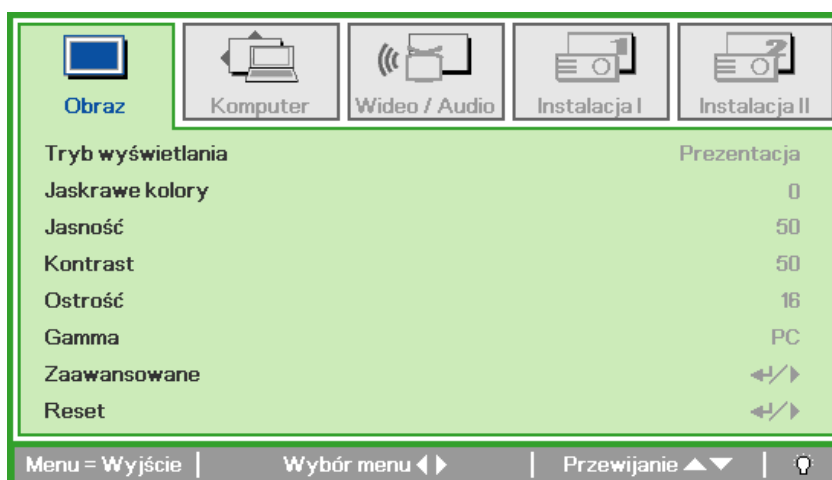 Obraz
Komputer
Wideo / Audio
Instalacja I
Instalacja II
Tryb wyświetlania Prezentacja
Jaskrawe kolory 0
Jasność 50
Kontrast 50
Ostrość 16
Gamma PC
Zaawansowane
Reset
Menu = Wyjście Wybór menu Przewijanie